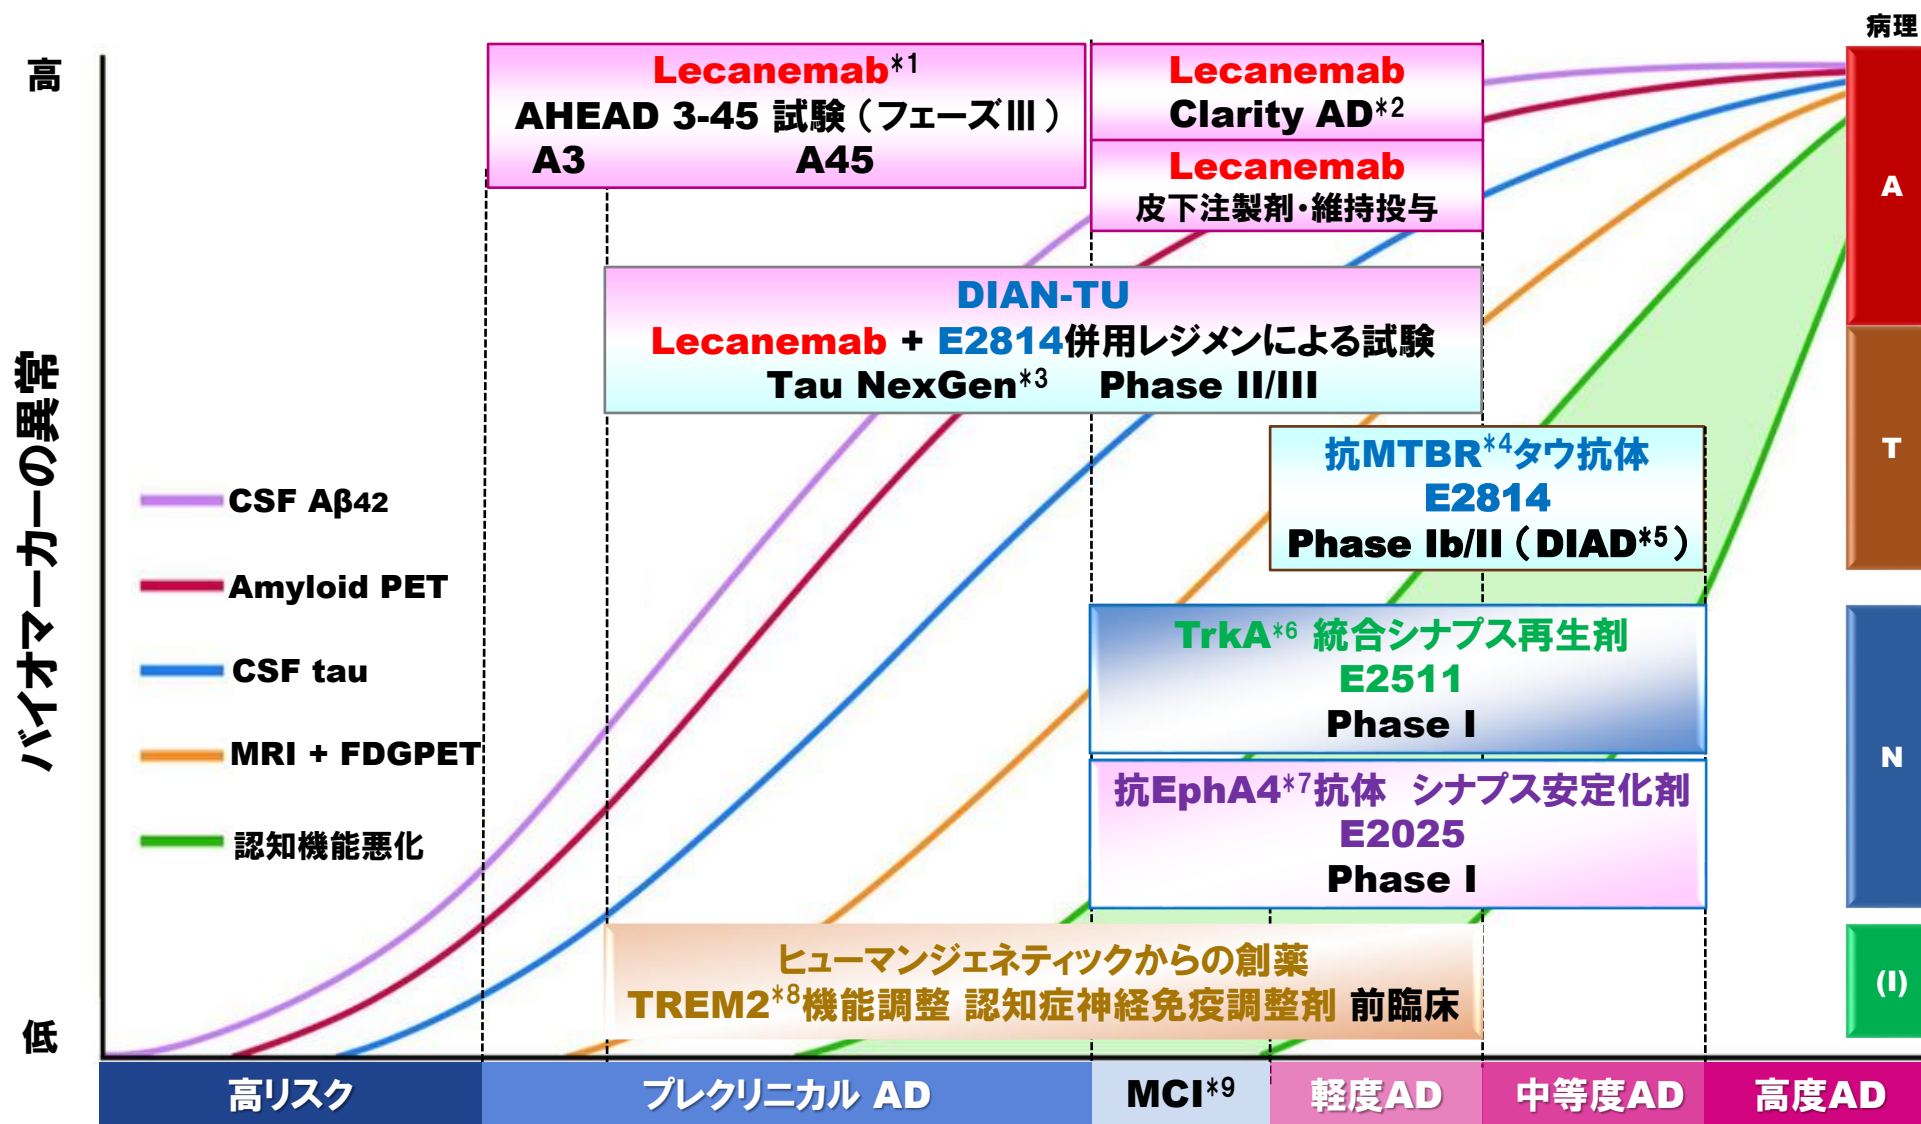 病理
高
バイオマーカーの異常
低
Lecanemab*1
AHEAD 3-45 試験（フェーズⅢ）
A3 A45
Lecanemab
Clarity AD*2
Lecanemab
皮下注製剤・維持投与
DIAN-TU
Lecanemab + E2814併用レジメンによる試験
Tau NexGen*3 Phase II/III
抗MTBR*4タウ抗体
E2814
Phase Ib/II（DIAD*5）
TrkA*6 統合シナプス再生剤
E2511
Phase I
抗EphA4*7抗体 シナプス安定化剤
E2025
Phase I
ヒューマンジェネティックからの創薬
TREM2*8機能調整 認知症神経免疫調整剤 前臨床
CSF Aβ42
Amyloid PET
CSF tau
MRI + FDGPET
認知機能悪化
A
T
N
(I)
高リスク
プレクリニカル AD
MCI*9
軽度AD
中等度AD
高度AD